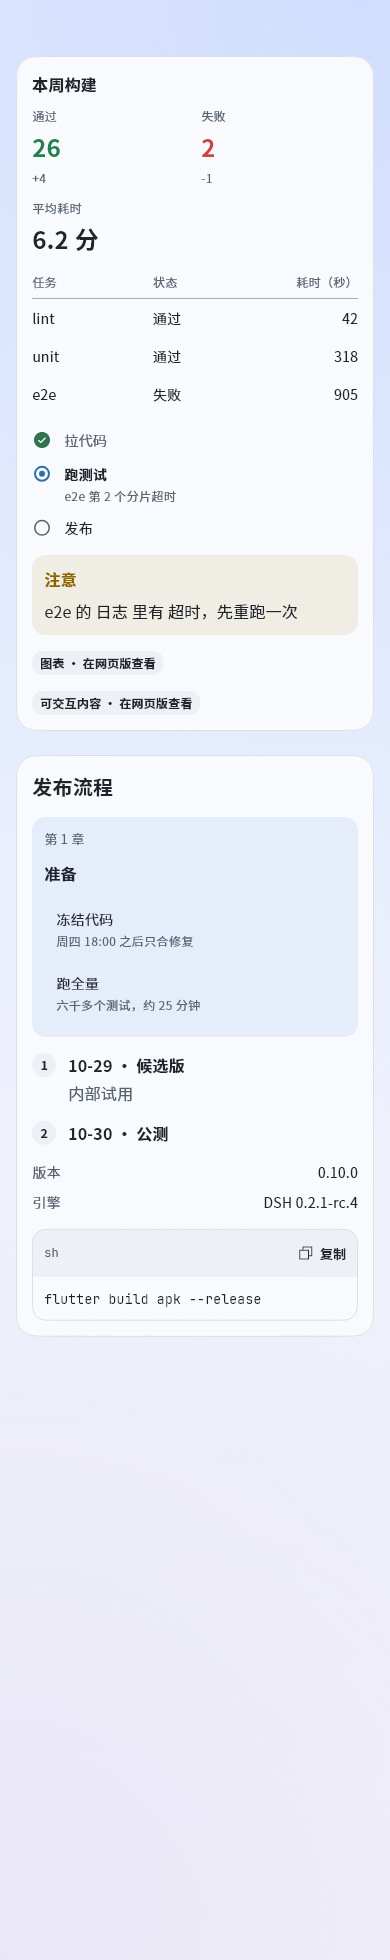 本周构建
通过 失败
26 2
+4 -1
平均耗时
6.2 分
任务 状态 耗时（秒）
lint 通过 42
unit 通过 318
e2e 失败 905
拉代码
跑测试
e2e 第 2 个分片超时
发布
注意
e2e 的 日志 里有 超时，先重跑一次
图表 · 在网页版查看
可交互内容 · 在网页版查看
发布流程
第 1 章
准备
冻结代码
周四 18:00 之后只合修复
跑全量
六千多个测试，约 25 分钟
1 10-29 · 候选版
内部试用
2 10-30 · 公测
版本 0.10.0
引擎 DSH 0.2.1-rc.4
sh 复制
flutter build apk --release